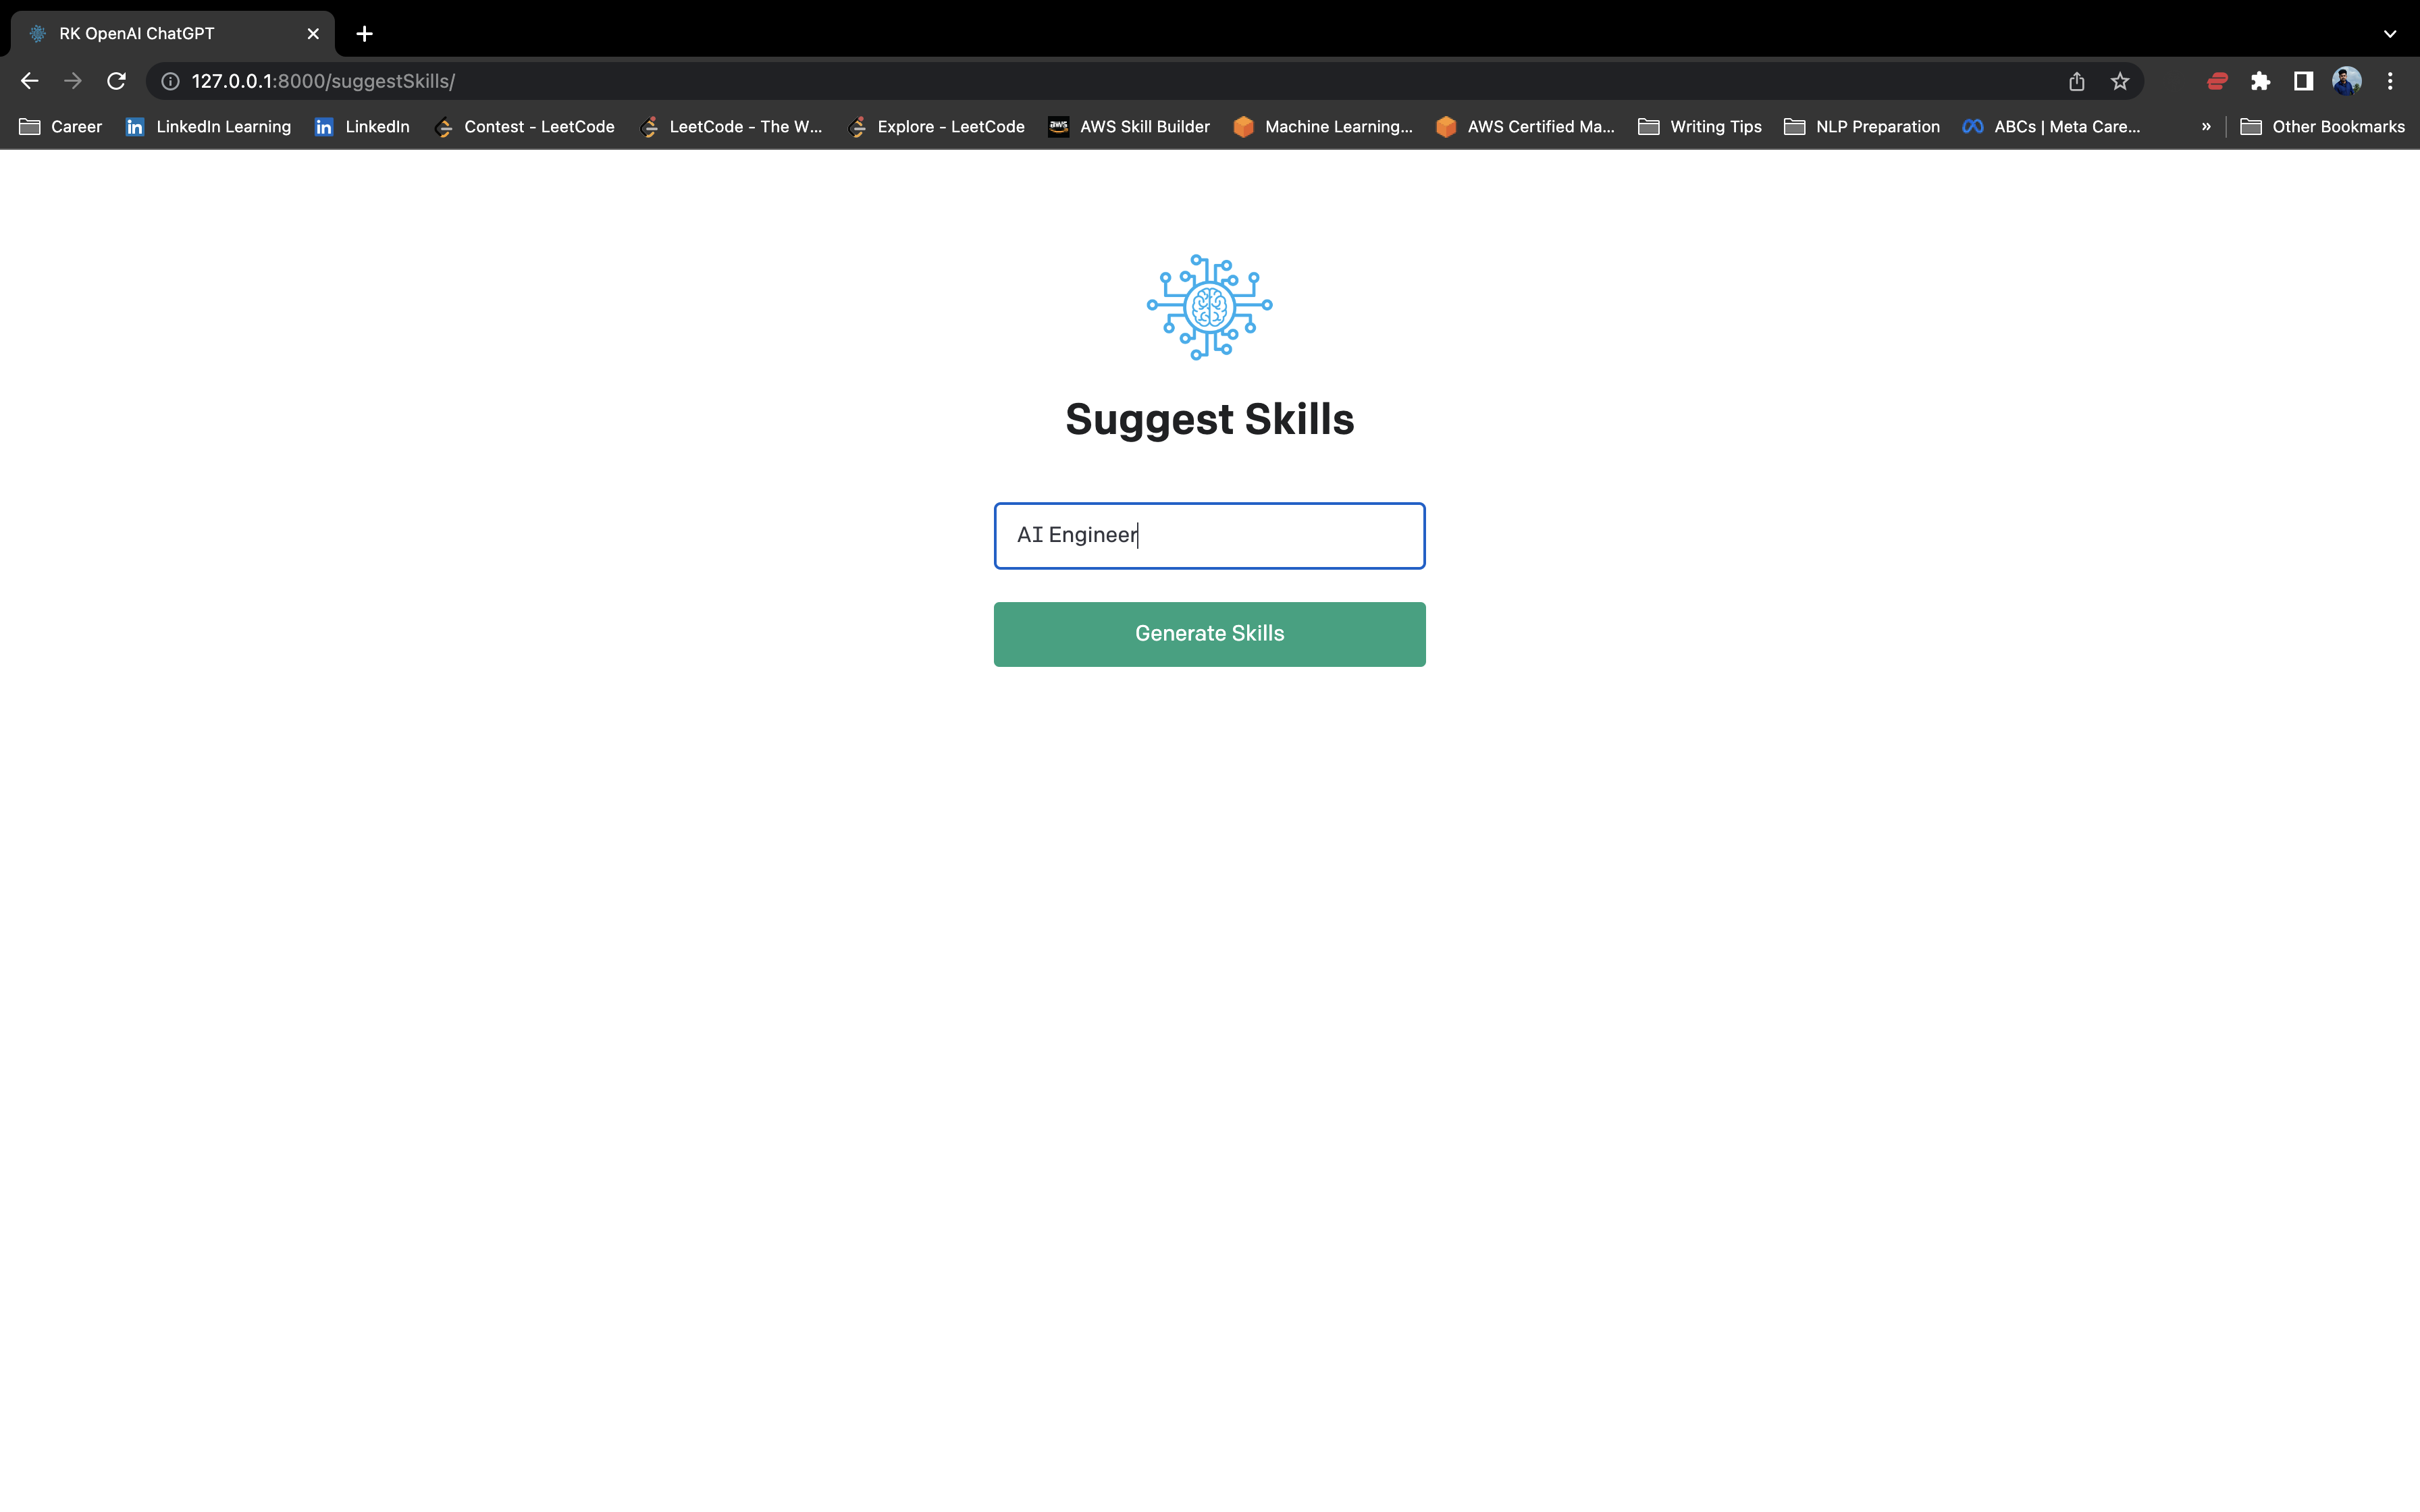 RK OpenAI ChatGPT
127.0.0.1:8000/suggestSkills/
Career LinkedIn Learning LinkedIn Contest - LeetCode LeetCode - The W... Explore - LeetCode AWS Skill Builder Machine Learning... AWS Certified Ma... Writing Tips NLP Preparation ABCs | Meta Care... » Other Bookmarks
Suggest Skills
AI Engineer
Generate Skills